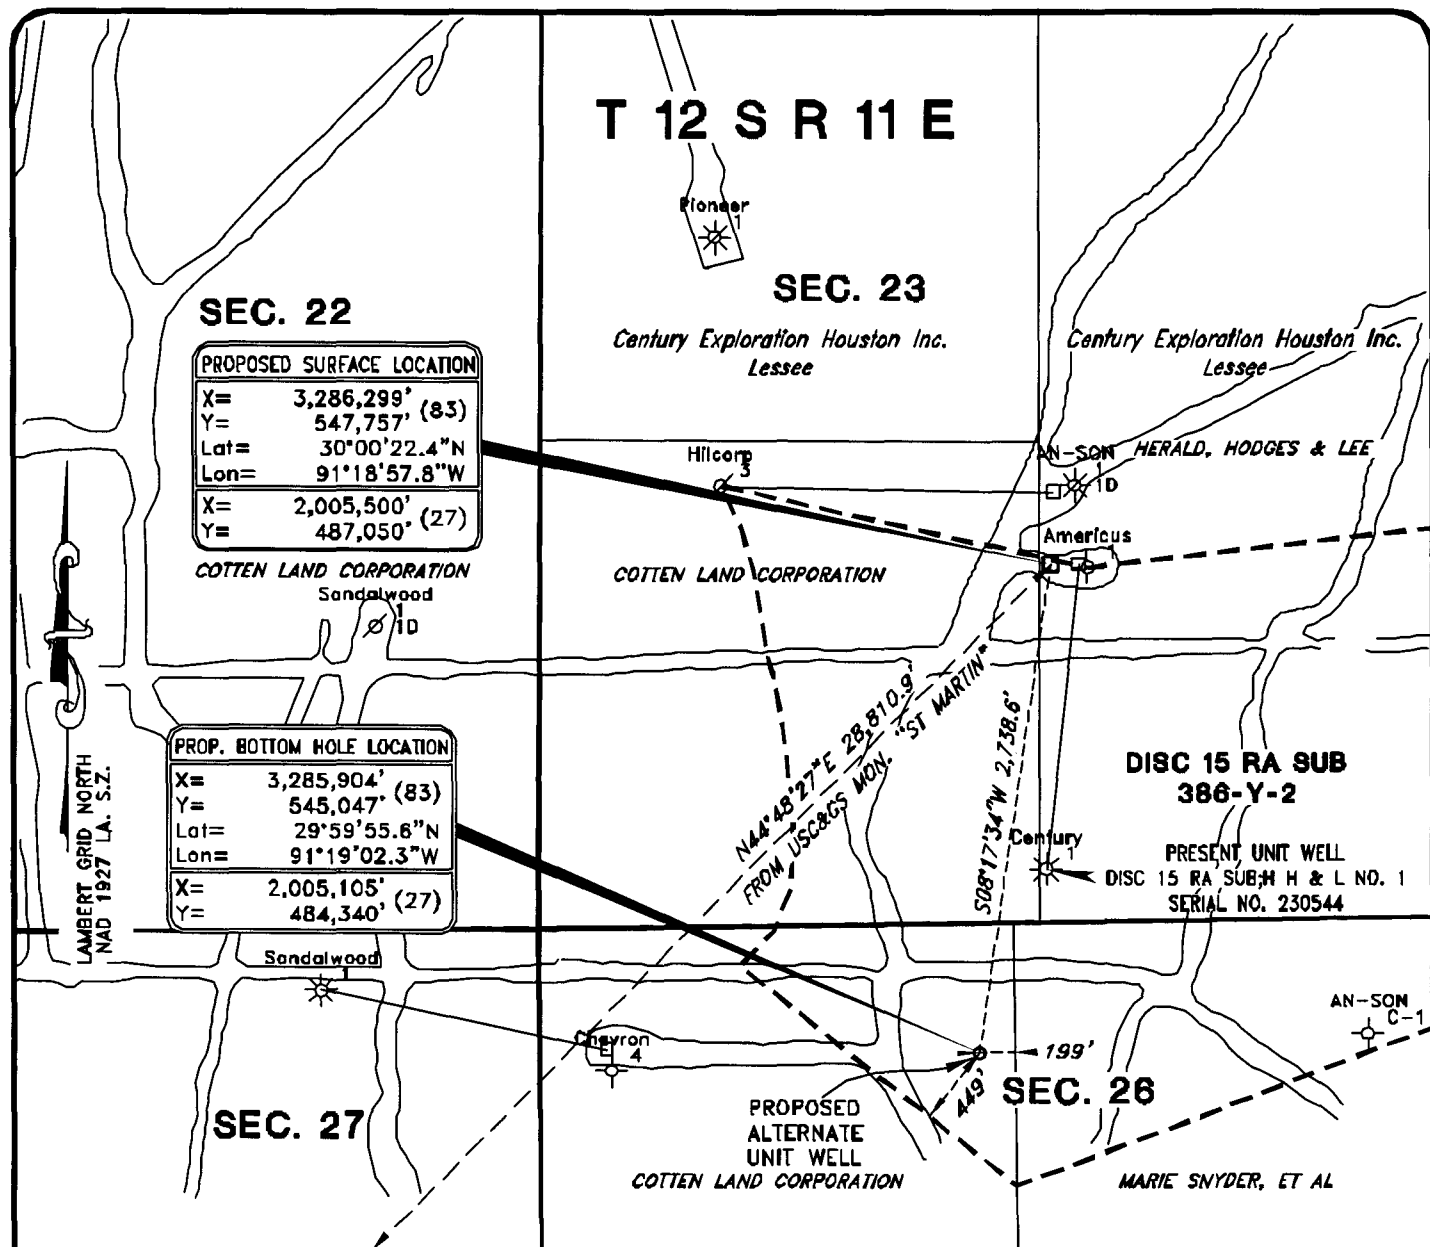 T 12 S R 11 E
Pioneer
1
SEC. 23
SEC. 22
Century Exploration Houston Inc.
Lessee
Century Exploration Houston Inc.
Lessee
PROPOSED SURFACE LOCATION
X= 3,286,299' (83)
Y= 547,757'
Lat= 30°00'22.4"N
Lon= 91°18'57.8"W
X= 2,005,500' (27)
Y= 487,050'
COTTEN LAND CORPORATION
Hilcorp
3
AN-SON
1
1D
HERALD, HODGES & LEE
Americus
1
COTTEN LAND CORPORATION
Sandalwood
1
1D
PROP. BOTTOM HOLE LOCATION
X= 3,285,904' (83)
Y= 545,047'
Lat= 29°59'55.6"N
Lon= 91°19'02.3"W
X= 2,005,105' (27)
Y= 484,340'
LAMBERT GRID NORTH
NAD 1927 LA. S.Z.
N44°48'27"E 28,810.9'
FROM USC&GS MON. "ST MARTIN"
S08°17'34"W 2,738.6'
DISC 15 RA SUB
386-Y-2
Century
1
PRESENT UNIT WELL
DISC 15 RA SUB;H H & L NO. 1
SERIAL NO. 230544
Sandalwood
1
Chevron
4
AN-SON
C-1
199'
449'
SEC. 26
SEC. 27
PROPOSED
ALTERNATE
UNIT WELL
COTTEN LAND CORPORATION
MARIE SNYDER, ET AL